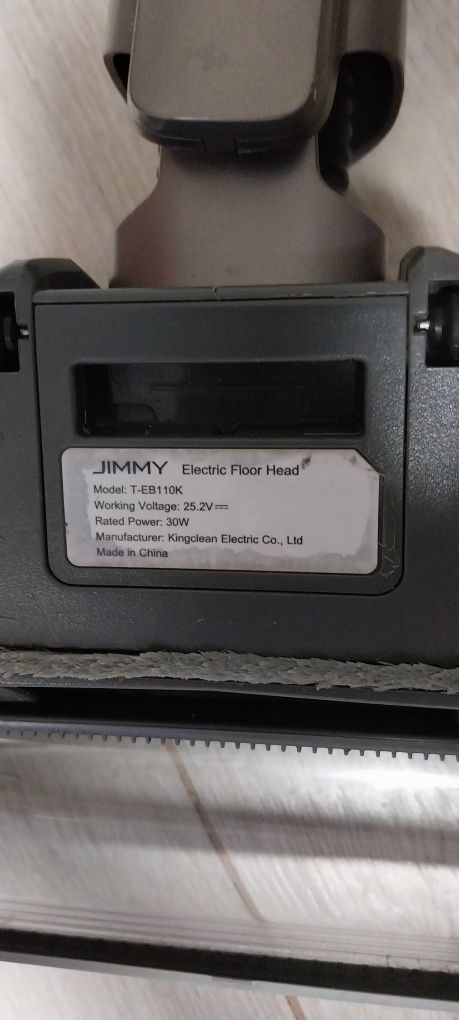 JIMMY Electric Floor Head
Model: T-EB110K
Working Voltage: 25.2V⎓
Rated Power: 30W
Manufacturer: Kingclean Electric Co., Ltd
Made in China